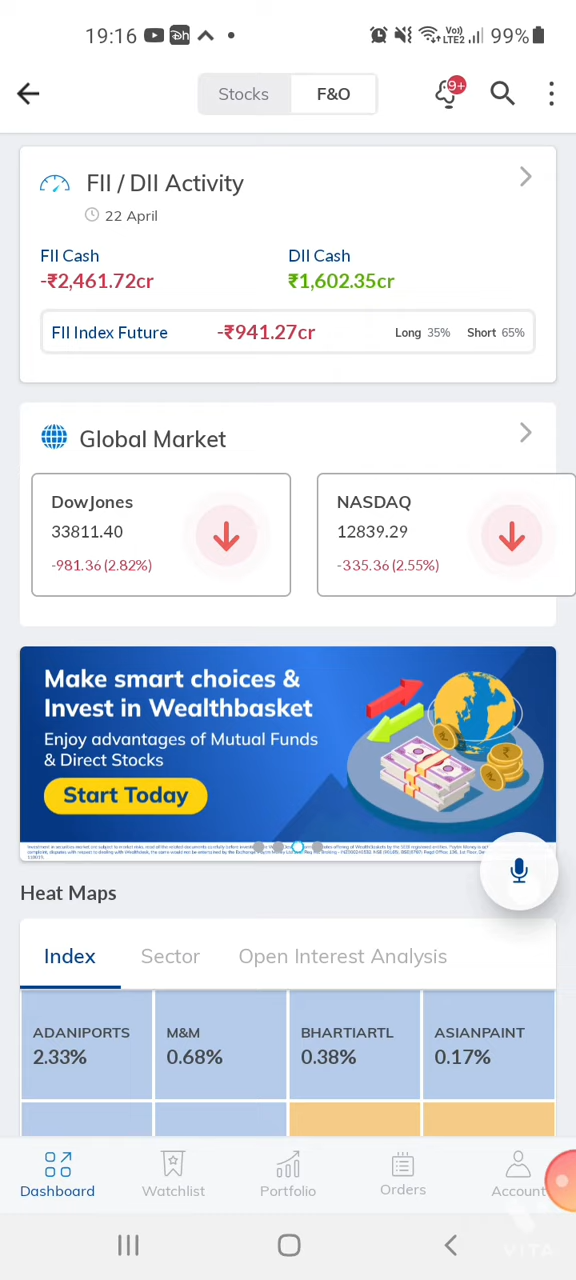 19:16 Dh Vo) LTE2 99%
Stocks F&O 9+
FII / DII Activity
22 April
FII Cash DII Cash
-₹2,461.72cr ₹1,602.35cr
FII Index Future -₹941.27cr Long 35% Short 65%
Global Market
DowJones NASDAQ
33811.40 12839.29
-981.36 (2.82%) -335.36 (2.55%)
Make smart choices &
Invest in Wealthbasket
Enjoy advantages of Mutual Funds
& Direct Stocks
Start Today
Heat Maps
Index Sector Open Interest Analysis
ADANIPORTS M&M BHARTIARTL ASIANPAINT
2.33% 0.68% 0.38% 0.17%
Dashboard Watchlist Portfolio Orders Account
VITA